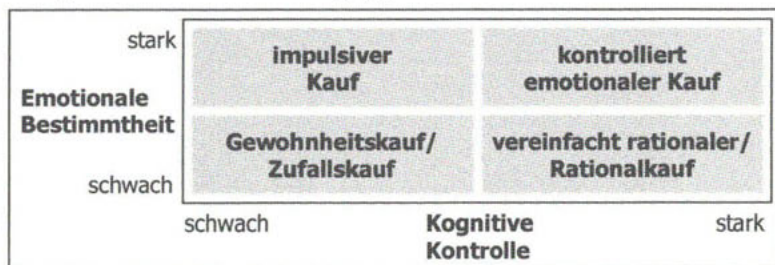 stark
impulsiver
Kauf
kontrolliert
emotionaler Kauf
Emotionale
Bestimmtheit
Gewohnheitskauf/
Zufallskauf
vereinfacht rationaler/
Rationalkauf
schwach
schwach
Kognitive
Kontrolle
stark